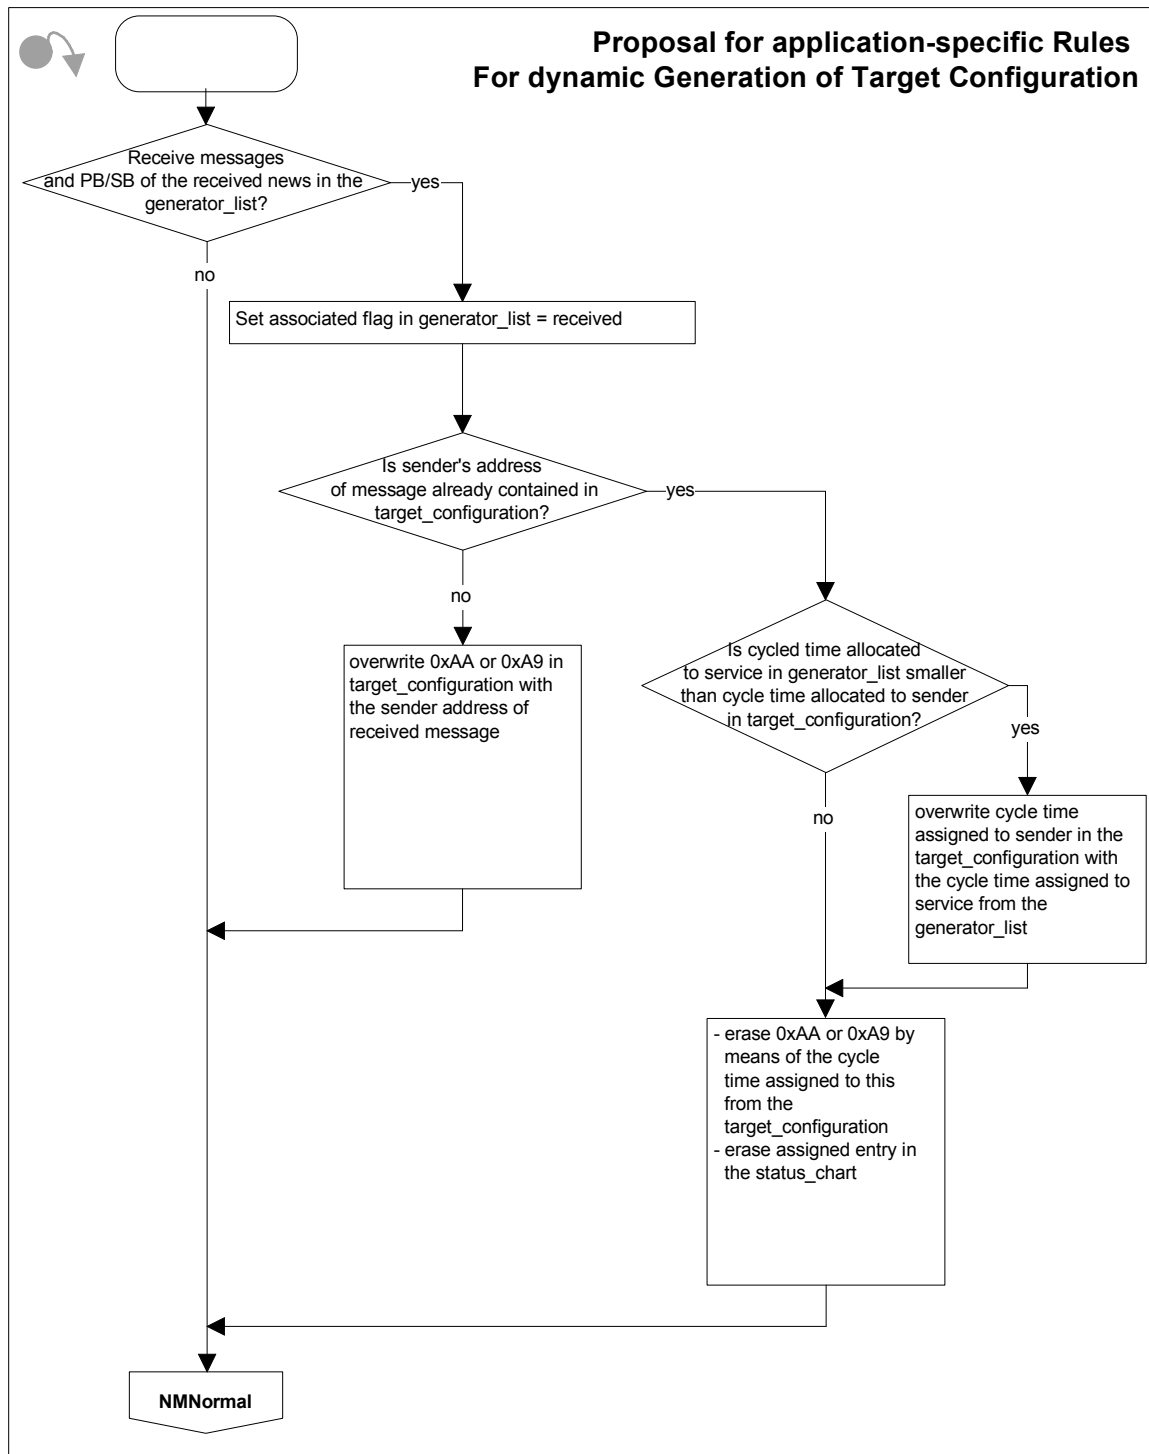 Proposal for application-specific Rules
For dynamic Generation of Target Configuration
Receive messages
and PB/SB of the received news in the
generator_list?
yes
no
Set associated flag in generator_list = received
Is sender's address
of message already contained in
target_configuration?
yes
no
overwrite 0xAA or 0xA9 in
target_configuration with
the sender address of
received message
Is cycled time allocated
to service in generator_list smaller
than cycle time allocated to sender
in target_configuration?
yes
no
overwrite cycle time
assigned to sender in the
target_configuration with
the cycle time assigned to
service from the
generator_list
- erase 0xAA or 0xA9 by
means of the cycle
time assigned to this
from the
target_configuration
- erase assigned entry in
the status_chart
NMNormal